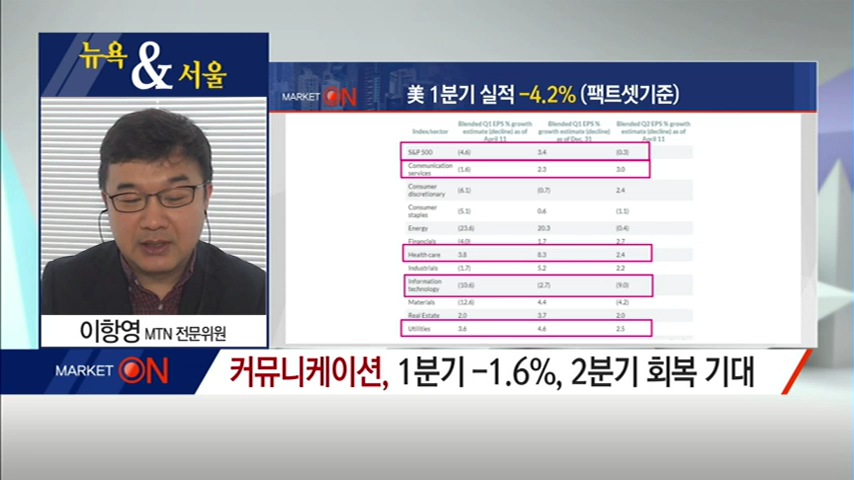 뉴욕 & 서울
MARKET ON
美 1분기 실적 -4.2% (팩트셋기준)
Index/sector
Blended Q1 EPS % growth estimate (decline) as of April 11
Blended Q1 EPS % growth estimate (decline) as of Dec. 31
Blended Q2 EPS % growth estimate (decline) as of April 11
S&P 500 (4.6) 3.4 (0.3)
Communication services (1.6) 2.3 3.0
Consumer discretionary (6.1) (0.7) 2.4
Consumer staples (5.1) 0.6 (1.1)
Energy (23.6) 20.3 (0.4)
Financials (4.0) 1.7 2.7
Health care 3.8 8.3 2.4
Industrials (1.7) 5.2 2.2
Information technology (10.6) (2.7) (9.0)
Materials (12.6) 4.4 (4.2)
Real Estate 2.0 3.7 2.0
Utilities 3.6 4.6 2.5
이항영 MTN 전문위원
MARKET ON
커뮤니케이션, 1분기 -1.6%, 2분기 회복 기대